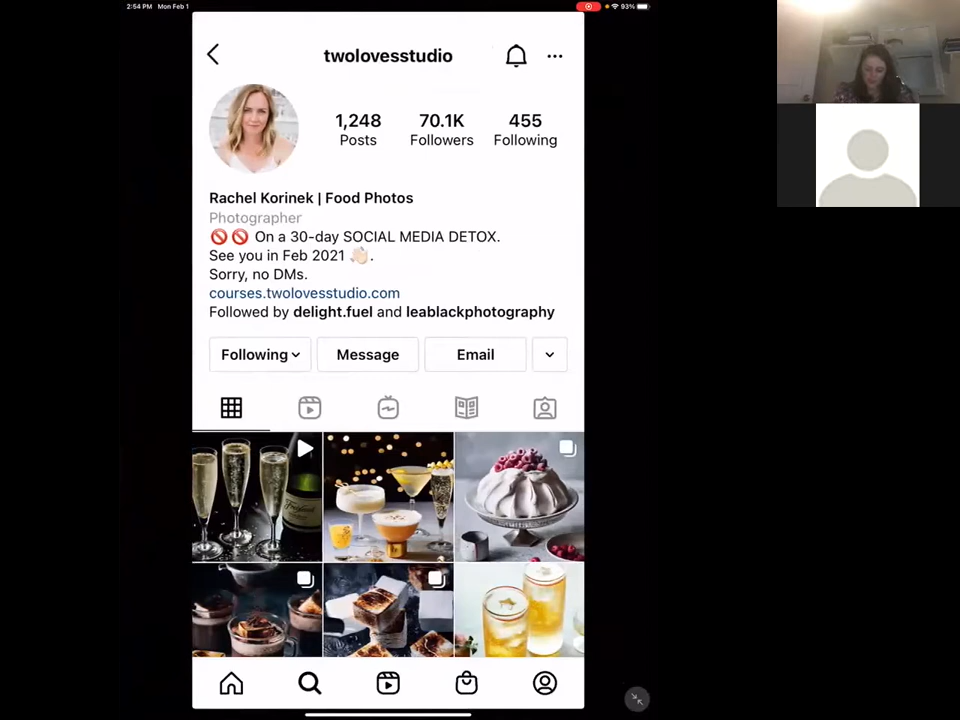 2:54 PM Mon Feb 1
93%
twolovesstudio
1,248 70.1K 455
Posts Followers Following
Rachel Korinek | Food Photos
Photographer
🚫🚫 On a 30-day SOCIAL MEDIA DETOX.
See you in Feb 2021 👋🏻.
Sorry, no DMs.
courses.twolovesstudio.com
Followed by delight.fuel and leablackphotography
Following Message Email